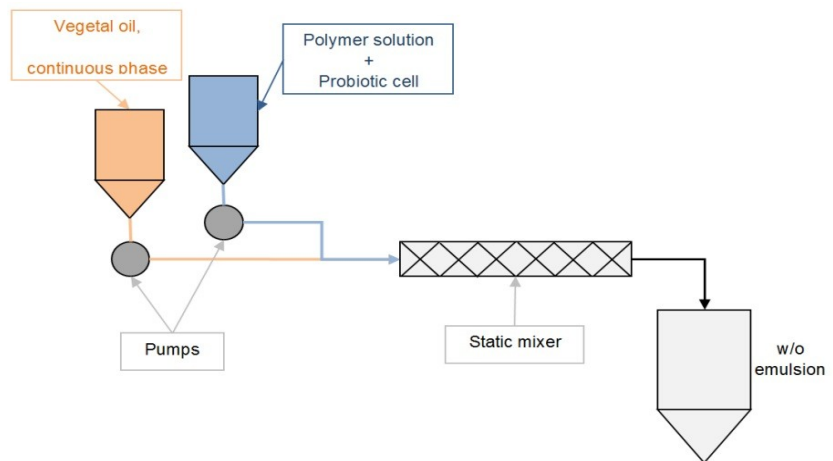 Vegetal oil,
continuous phase
Polymer solution
+
Probiotic cell
Pumps
Static mixer
w/o
emulsion